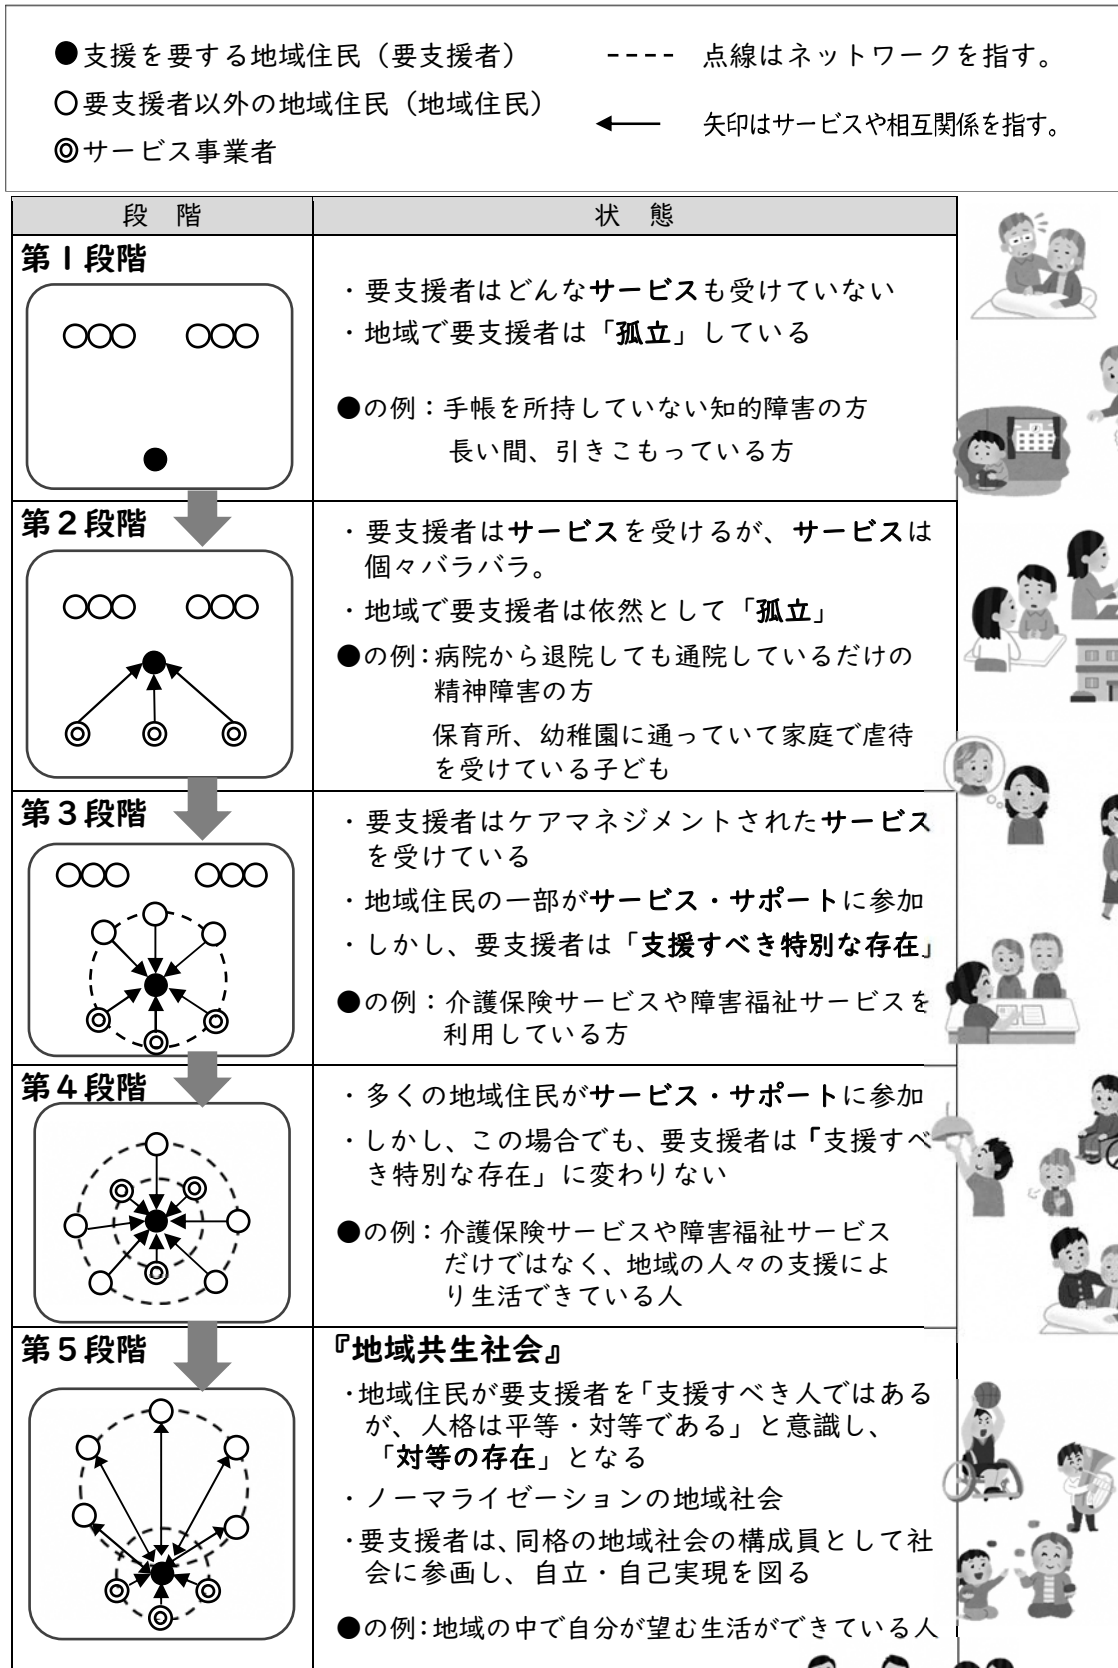 ●支援を要する地域住民（要支援者）
○要支援者以外の地域住民（地域住民）
◎サービス事業者
---- 点線はネットワークを指す。
← 矢印はサービスや相互関係を指す。
段 階
状 態
第１段階
・要支援者はどんなサービスも受けていない
・地域で要支援者は「孤立」している
●の例：手帳を所持していない知的障害の方
長い間、引きこもっている方
第２段階
・要支援者はサービスを受けるが、サービスは
個々バラバラ。
・地域で要支援者は依然として「孤立」
●の例：病院から退院しても通院しているだけの
精神障害の方
保育所、幼稚園に通っていて家庭で虐待
を受けている子ども
第３段階
・要支援者はケアマネジメントされたサービス
を受けている
・地域住民の一部がサービス・サポートに参加
・しかし、要支援者は「支援すべき特別な存在」
●の例：介護保険サービスや障害福祉サービスを
利用している方
第４段階
・多くの地域住民がサービス・サポートに参加
・しかし、この場合でも、要支援者は「支援すべ
き特別な存在」に変わりない
●の例：介護保険サービスや障害福祉サービス
だけではなく、地域の人々の支援によ
り生活できている人
第５段階
『地域共生社会』
・地域住民が要支援者を「支援すべき人ではある
が、人格は平等・対等である」と意識し、
「対等の存在」となる
・ノーマライゼーションの地域社会
・要支援者は、同格の地域社会の構成員として社
会に参画し、自立・自己実現を図る
●の例：地域の中で自分が望む生活ができている人